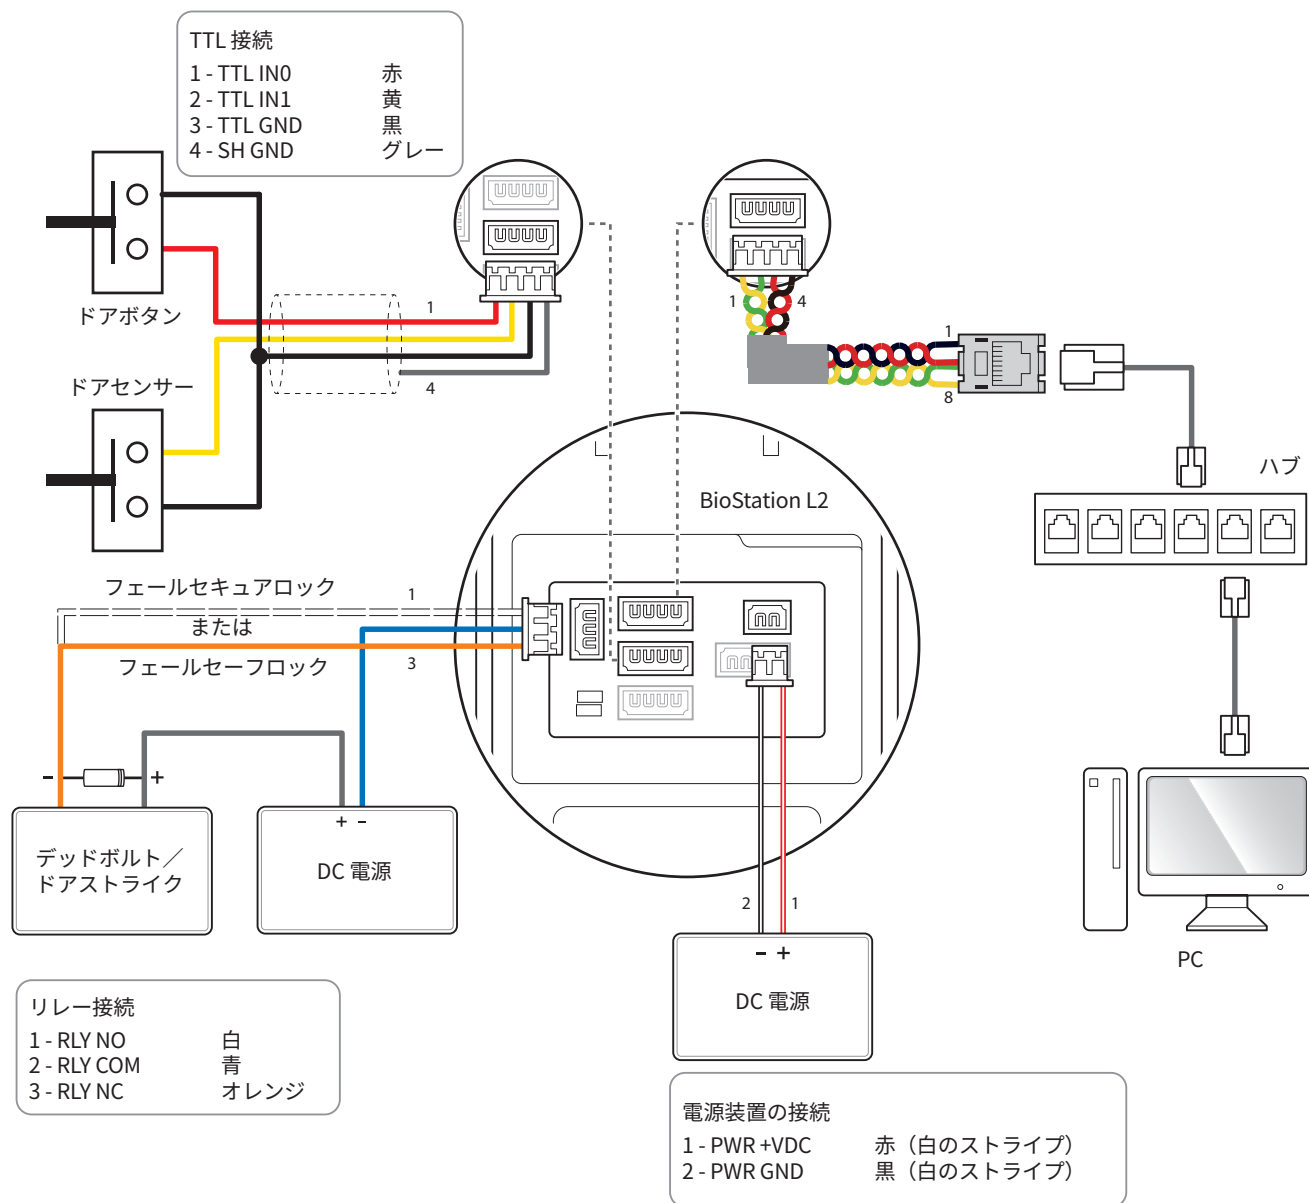 TTL 接続
1 - TTL IN0 赤
2 - TTL IN1 黄
3 - TTL GND 黒
4 - SH GND グレー
ドアボタン
1
4
ドアセンサー
1
4
1
8
ハブ
BioStation L2
フェールセキュアロック
1
または
フェールセーフロック
3
- +
+ -
デッドボルト／
ドアストライク
DC 電源
2 1
- +
DC 電源
PC
リレー接続
1 - RLY NO 白
2 - RLY COM 青
3 - RLY NC オレンジ
電源装置の接続
1 - PWR +VDC 赤（白のストライプ）
2 - PWR GND 黒（白のストライプ）